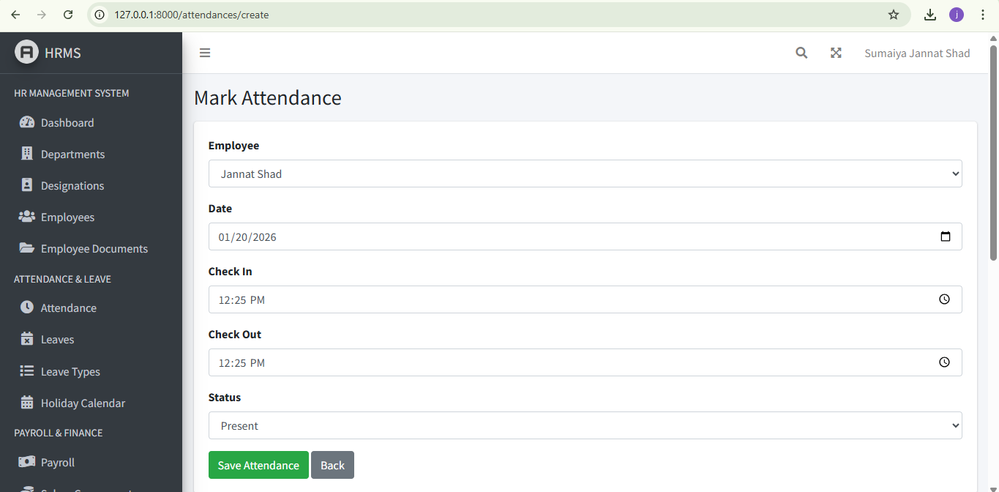 127.0.0.1:8000/attendances/create
j
HRMS
Sumaiya Jannat Shad
HR MANAGEMENT SYSTEM
Dashboard
Departments
Designations
Employees
Employee Documents
ATTENDANCE & LEAVE
Attendance
Leaves
Leave Types
Holiday Calendar
PAYROLL & FINANCE
Payroll
Mark Attendance
Employee
Jannat Shad
Date
01/20/2026
Check In
12:25 PM
Check Out
12:25 PM
Status
Present
Save Attendance
Back